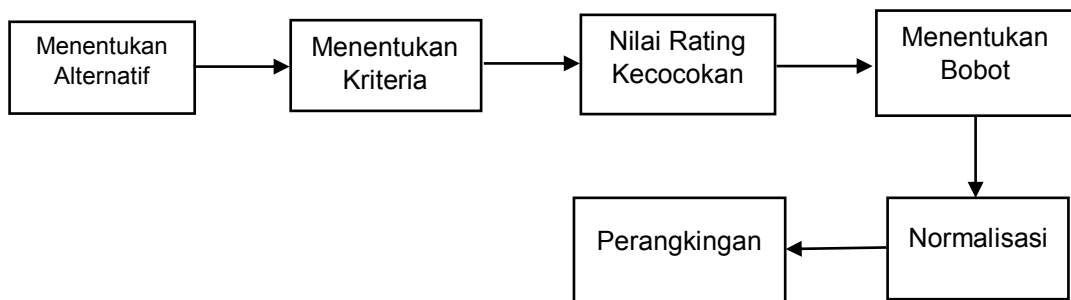 Menentukan
Alternatif
Menentukan
Kriteria
Nilai Rating
Kecocokan
Menentukan
Bobot
Normalisasi
Perangkingan